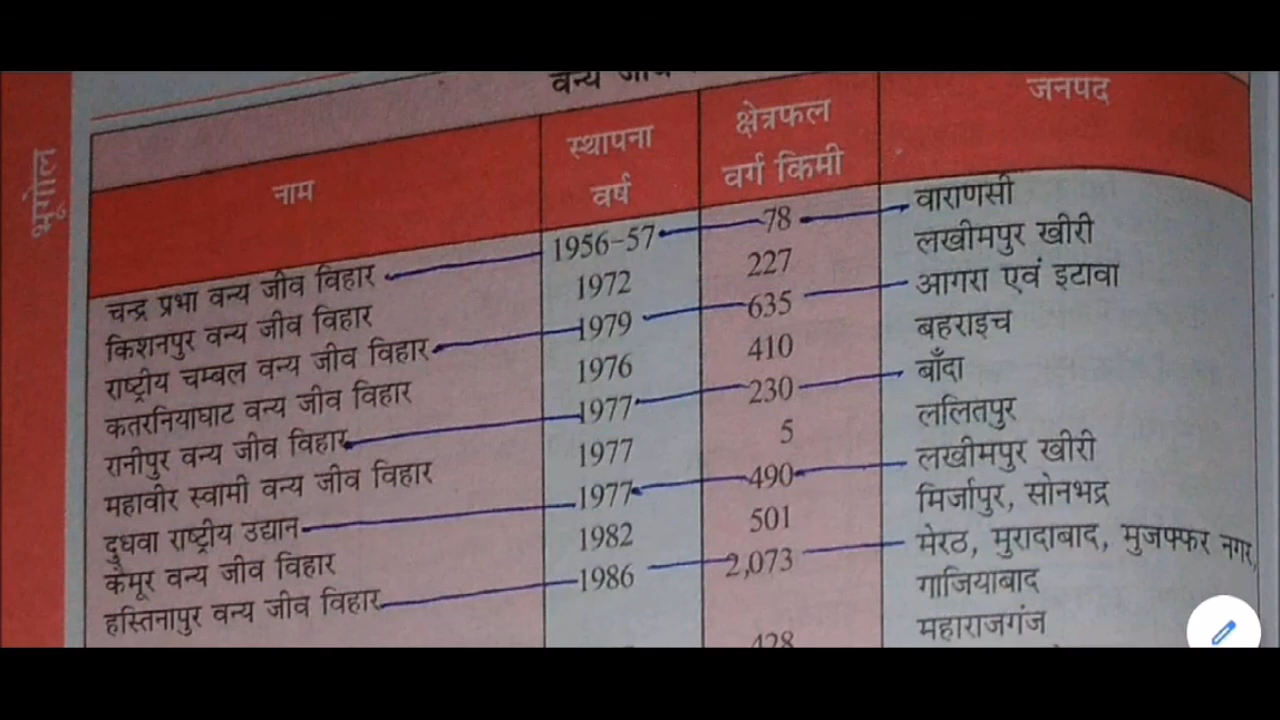 वन्य जीव
भूगोल
नाम स्थापना वर्ष क्षेत्रफल वर्ग किमी जनपद
चन्द्र प्रभा वन्य जीव विहार 1956-57 78 वाराणसी
किशनपुर वन्य जीव विहार 1972 227 लखीमपुर खीरी
राष्ट्रीय चम्बल वन्य जीव विहार 1979 635 आगरा एवं इटावा
कतरनियाघाट वन्य जीव विहार 1976 410 बहराइच
रानीपुर वन्य जीव विहार 1977 230 बाँदा
महावीर स्वामी वन्य जीव विहार 1977 5 ललितपुर
दुधवा राष्ट्रीय उद्यान 1977 490 लखीमपुर खीरी
कैमूर वन्य जीव विहार 1982 501 मिर्जापुर, सोनभद्र
हस्तिनापुर वन्य जीव विहार 1986 2,073 मेरठ, मुरादाबाद, मुजफ्फर नगर,
गाजियाबाद
428 महाराजगंज